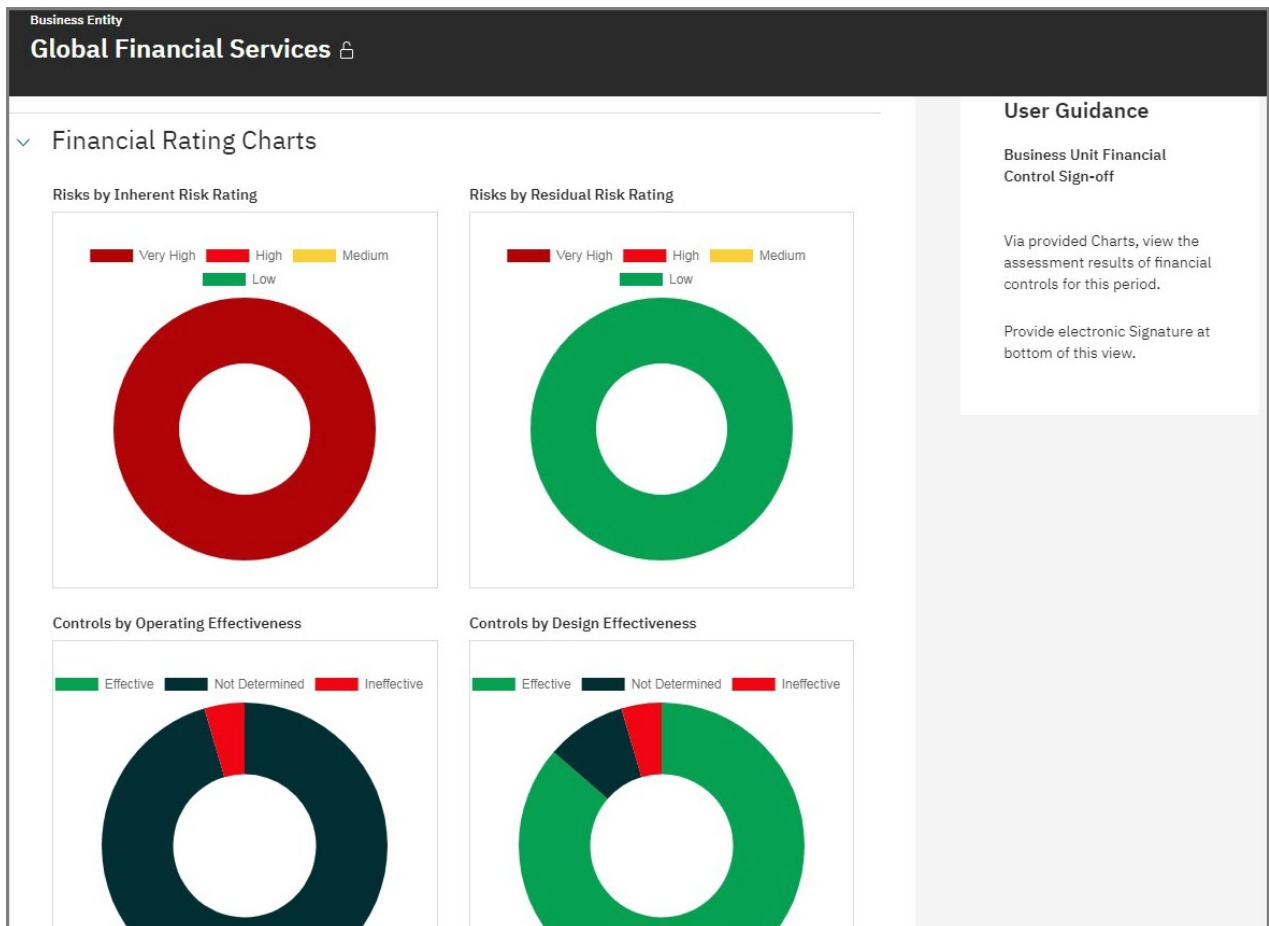 Business Entity
Global Financial Services
Financial Rating Charts
Risks by Inherent Risk Rating
Very High High Medium
Low
Risks by Residual Risk Rating
Very High High Medium
Low
Controls by Operating Effectiveness
Effective Not Determined Ineffective
Controls by Design Effectiveness
Effective Not Determined Ineffective
User Guidance
Business Unit Financial
Control Sign-off
Via provided Charts, view the
assessment results of financial
controls for this period.
Provide electronic Signature at
bottom of this view.